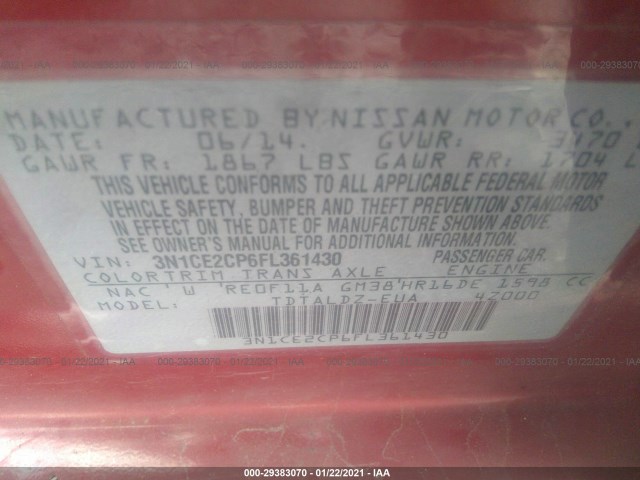 000-29383070 - 01/22/2021 - IAA
MANUFACTURED BY NISSAN MOTOR CO.,
DATE: 06/14. GVWR: 3470
GAWR FR: 1867 LBS GAWR RR: 1704 L
THIS VEHICLE CONFORMS TO ALL APPLICABLE FEDERAL MOTOR
VEHICLE SAFETY, BUMPER AND THEFT PREVENTION STANDARDS
IN EFFECT ON THE DATE OF MANUFACTURE SHOWN ABOVE.
SEE OWNER'S MANUAL FOR ADDITIONAL INFORMATION
VIN: 3N1CE2CP6FL361430 PASSENGER CAR.
COLOR TRIM TRANS AXLE ENGINE
NAC W RE0F11A GM38 HR16DE 1598 CC
MODEL: TDTALDZ-EUA 42000
3N1CE2CP6FL361430
000-29383070 - 01/22/2021 - IAA